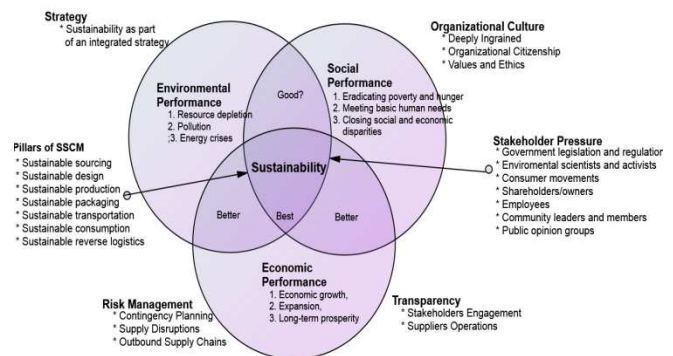 Strategy
* Sustainability as part
of an integrated strategy
Organizational Culture
* Deeply Ingrained
* Organizational Citizenship
* Values and Ethics
Environmental
Performance
1. Resource depletion
2. Pollution
;3. Energy crises
Good?
Social
Performance
1. Eradicating poverty and hunger
2. Meeting basic human needs
3. Closing social and economic
disparities
Pillars of SSCM
* Sustainable sourcing
* Sustainable design
* Sustainable production
* Sustainable packaging
* Sustainable transportation
* Sustainable consumption
* Sustainable reverse logistics
Sustainability
Stakeholder Pressure
* Government legislation and regulation
* Enviromental scientists and activists
* Consumer movements
* Shareholders/owners
* Employees
* Community leaders and members
* Public opinion groups
Better
Best
Better
Economic
Performance
1. Economic growth,
2. Expansion,
3. Long-term prosperity
Risk Management
* Contingency Planning
* Supply Disruptions
* Outbound Supply Chains
Transparency
* Stakeholders Engagement
* Suppliers Operations